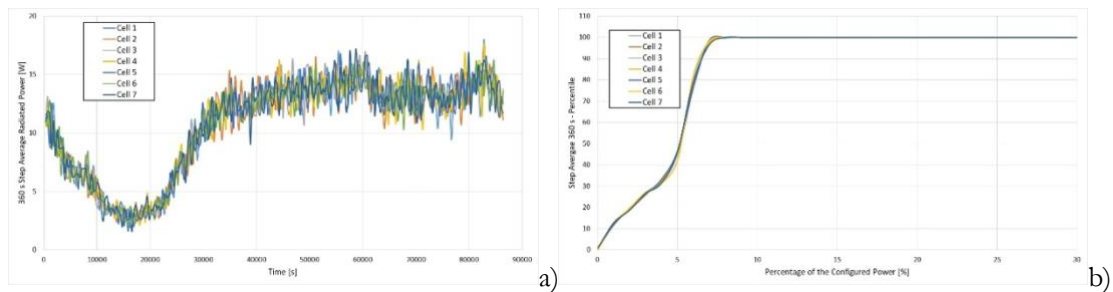 20
15
10
5
0
360 s Step Average Radiated Power [W]
Cell 1
Cell 2
Cell 3
Cell 4
Cell 5
Cell 6
Cell 7
0 10000 20000 30000 40000 50000 60000 70000 80000 90000
Time [s]
a)
110
100
90
80
70
60
50
40
30
20
10
0
Step Avergae 360 s - Percentile
Cell 1
Cell 2
Cell 3
Cell 4
Cell 5
Cell 6
Cell 7
0 5 10 15 20 25 30
Percentage of the Configured Power [%]
b)